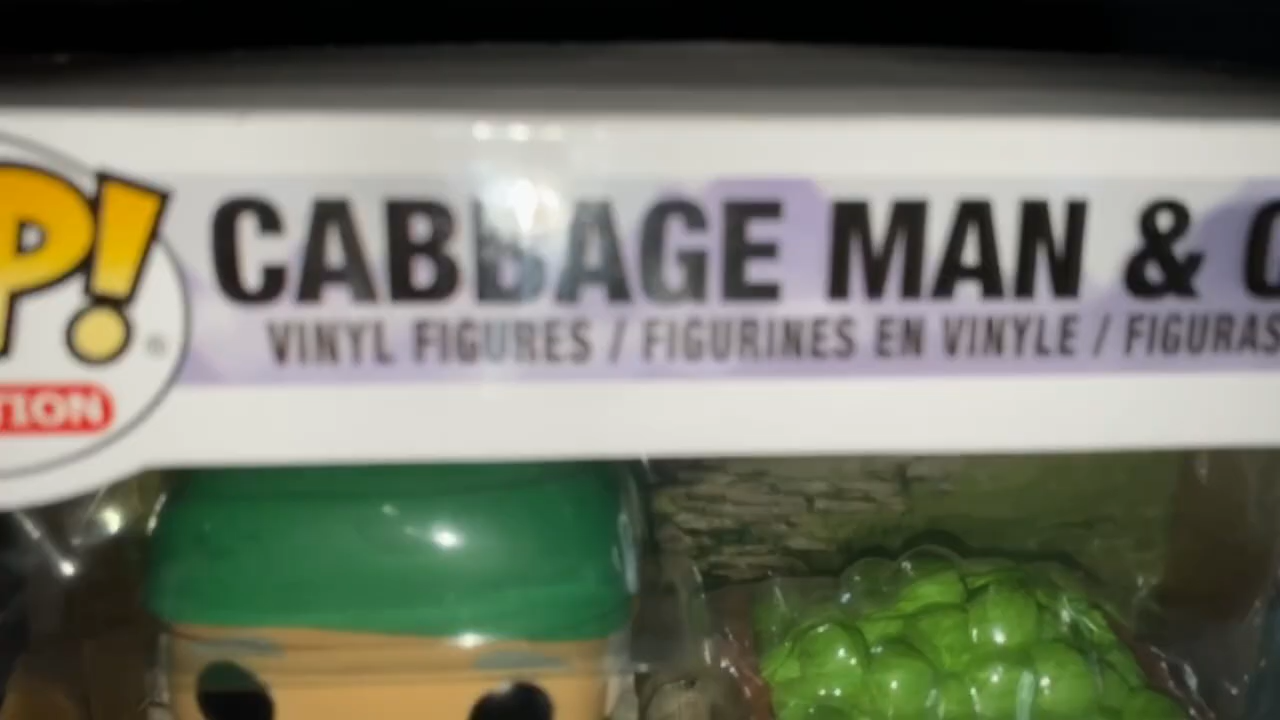 P!
CABBAGE MAN & C
TION
VINYL FIGURES / FIGURINES EN VINYLE / FIGURAS